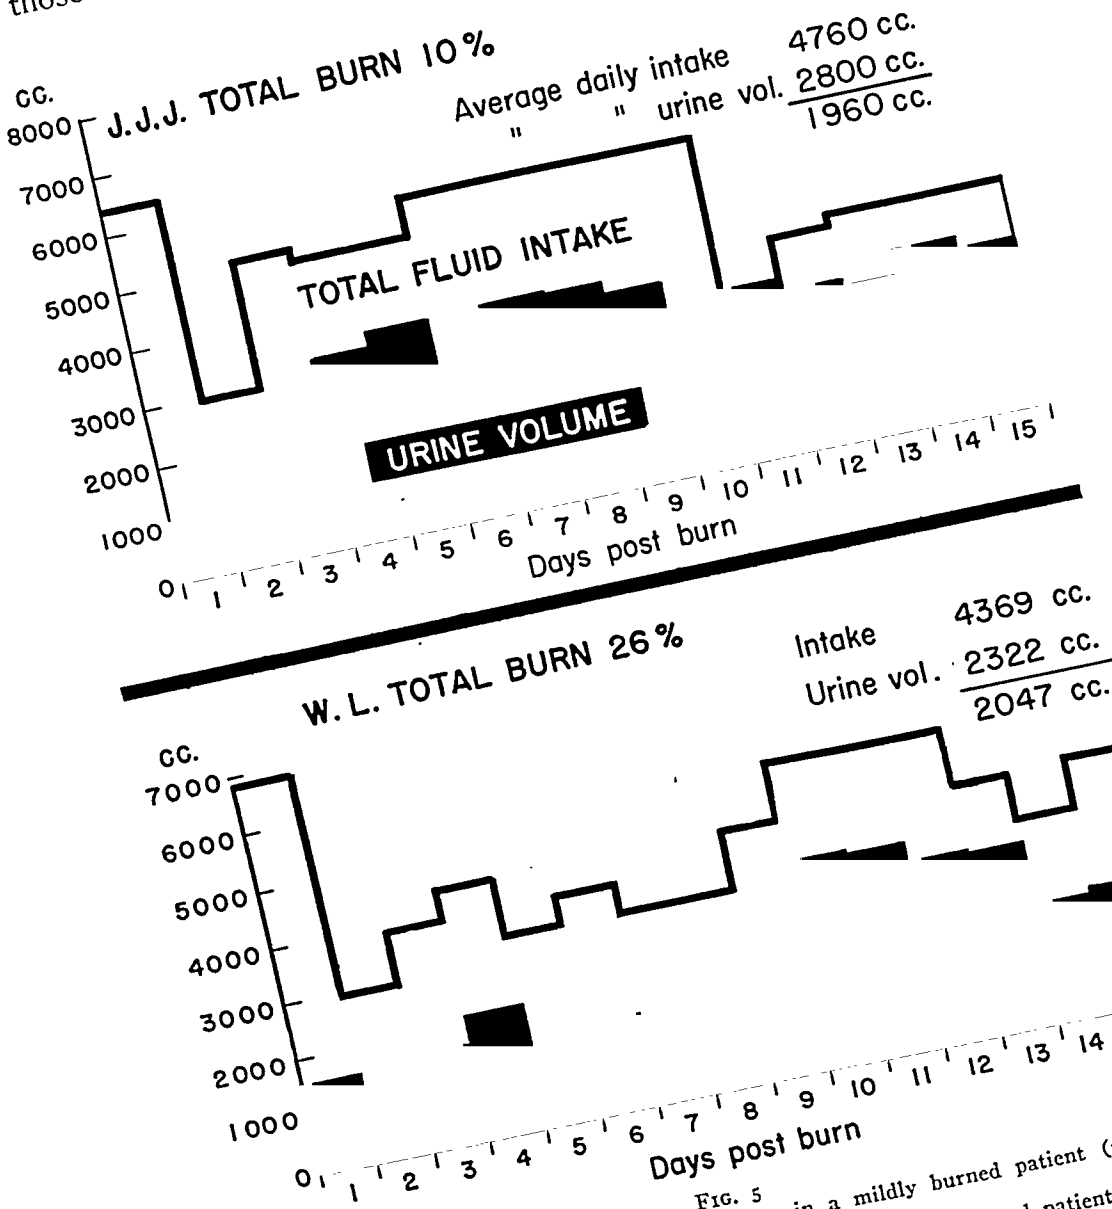 those
J.J.J. TOTAL BURN 10%
Average daily intake 4760 cc.
" " urine vol. 2800 cc.
1960 cc.
cc.
8000
7000
6000
5000
4000
3000
2000
1000
0
TOTAL FLUID INTAKE
URINE VOLUME
1 2 3 4 5 6 7 8 9 10 11 12 13 14 15
Days post burn
W. L. TOTAL BURN 26%
Intake 4369 cc.
Urine vol. 2322 cc.
2047 cc.
cc.
7000
6000
5000
4000
3000
2000
1000
0
1 2 3 4 5 6 7 8 9 10 11 12 13 14
Days post burn
FIG. 5
in a mildly burned patient (
patient